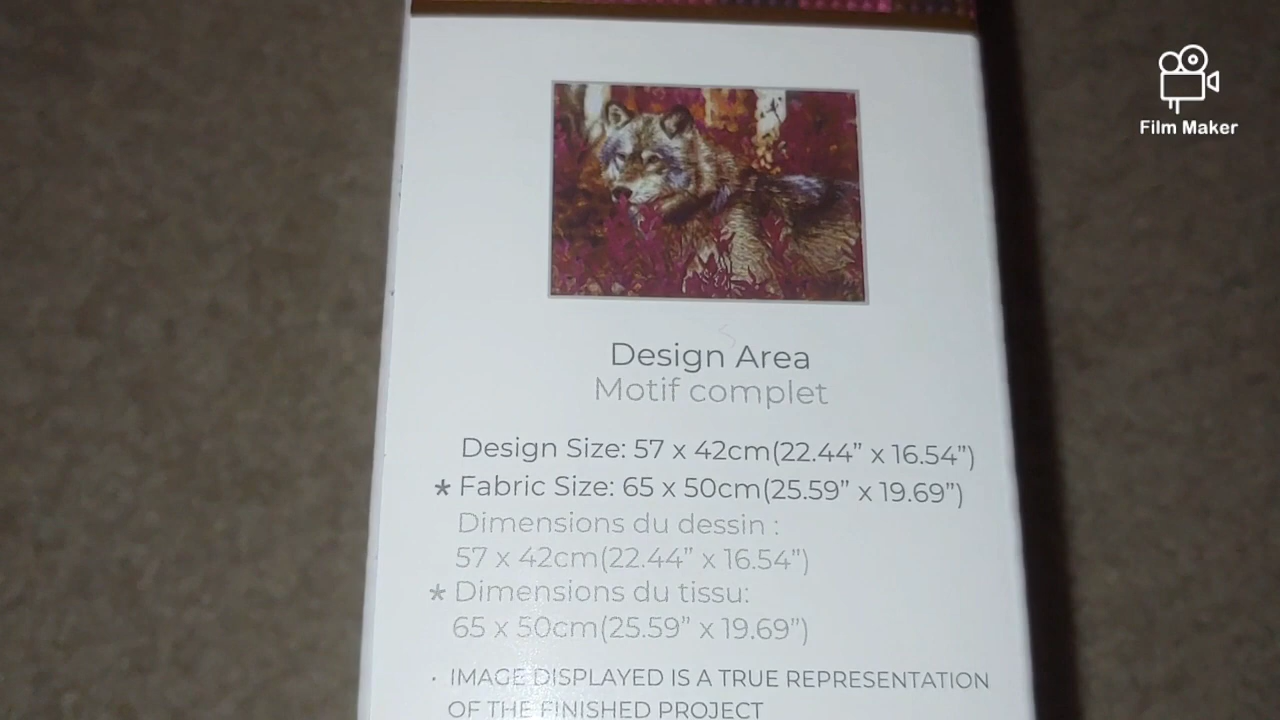 Film Maker
Design Area
Motif complet
Design Size: 57 x 42cm(22.44” x 16.54”)
* Fabric Size: 65 x 50cm(25.59” x 19.69”)
Dimensions du dessin :
57 x 42cm(22.44” x 16.54”)
* Dimensions du tissu:
65 x 50cm(25.59” x 19.69”)
· IMAGE DISPLAYED IS A TRUE REPRESENTATION
OF THE FINISHED PROJECT